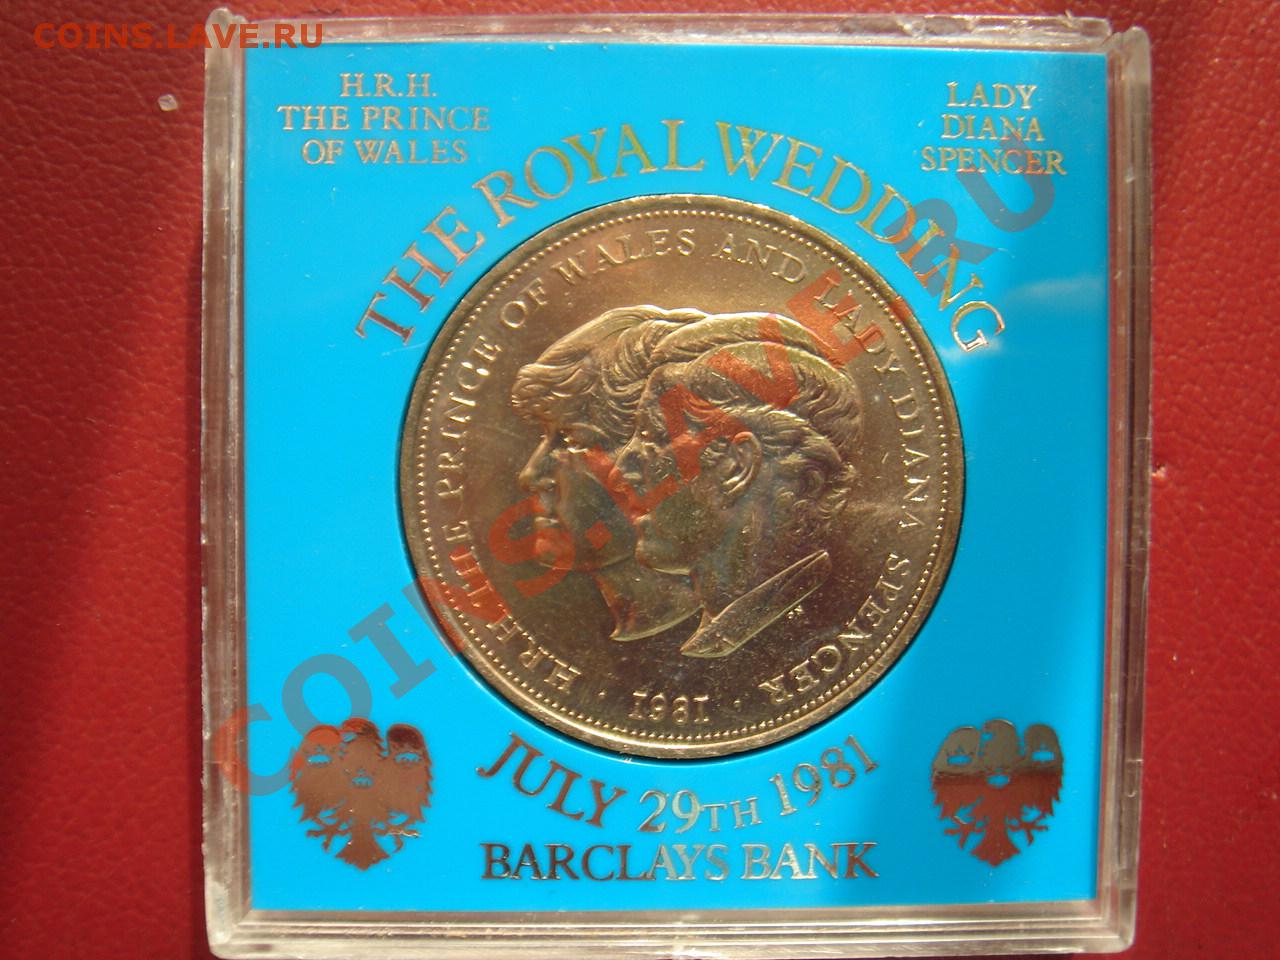 COINS.LAVE.RU
H.R.H.
THE PRINCE
OF WALES
LADY
DIANA
SPENCER
THE ROYAL WEDDING
H.R.H. THE PRINCE OF WALES AND LADY DIANA SPENCER
· 1981 ·
COINS.LAVE.RU
JULY 29TH 1981
BARCLAYS BANK